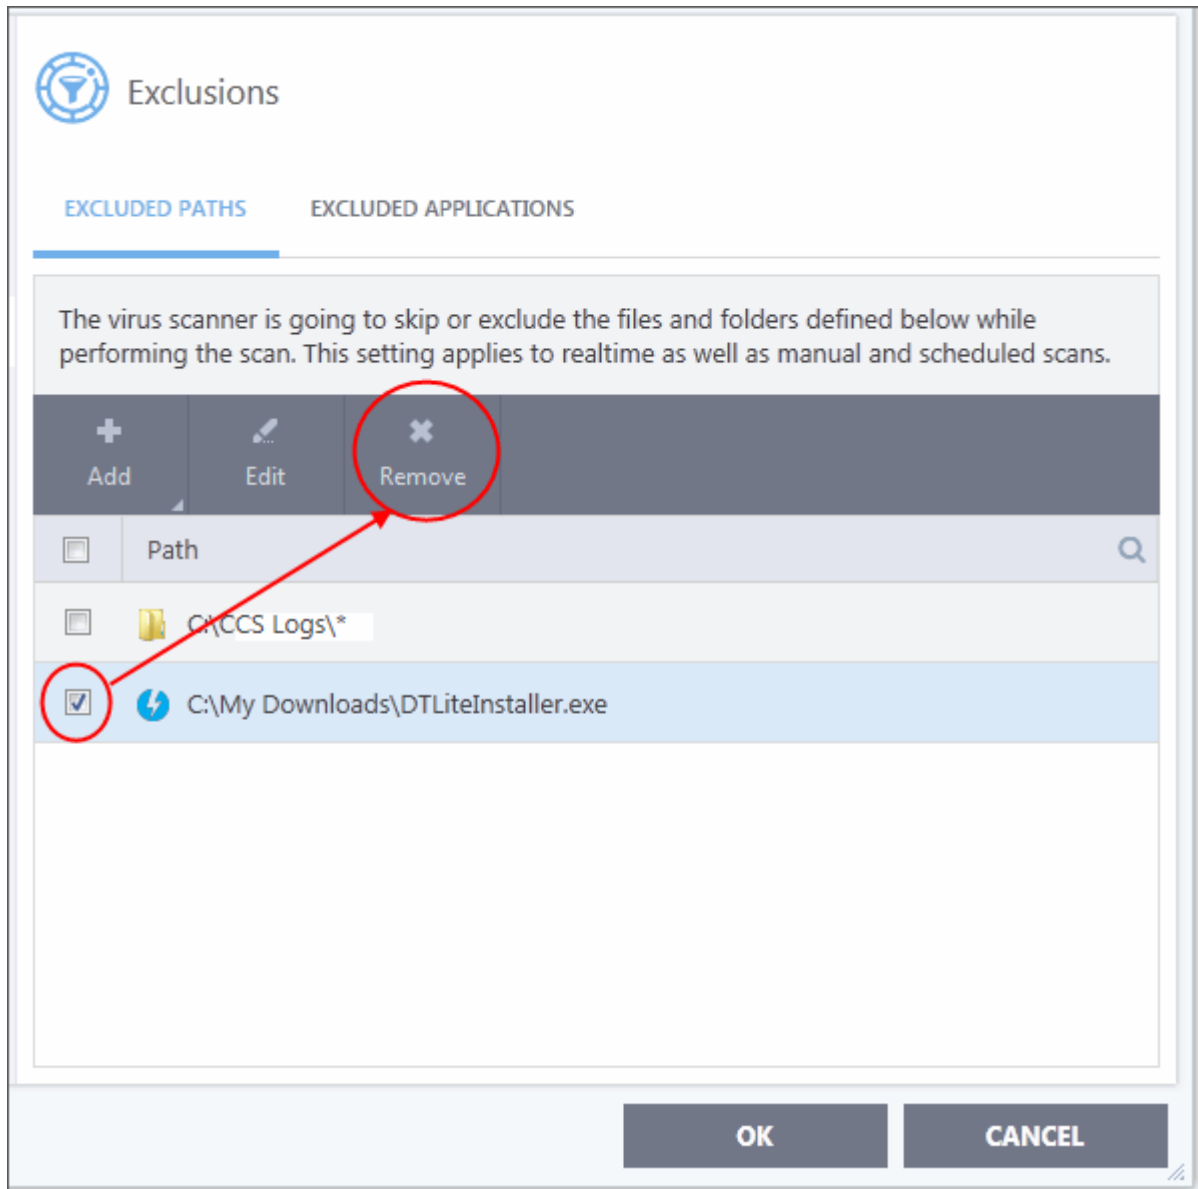 Exclusions
EXCLUDED PATHS EXCLUDED APPLICATIONS
The virus scanner is going to skip or exclude the files and folders defined below while
performing the scan. This setting applies to realtime as well as manual and scheduled scans.
Add Edit Remove
Path
C:\CCS Logs\*
C:\My Downloads\DTLiteInstaller.exe
OK CANCEL